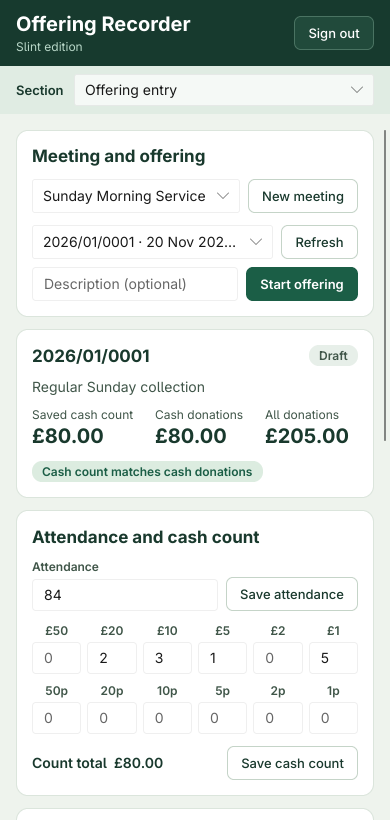 Offering Recorder
Slint edition
Sign out
Section
Offering entry
Meeting and offering
Sunday Morning Service
New meeting
2026/01/0001 · 20 Nov 202...
Refresh
Description (optional)
Start offering
2026/01/0001
Draft
Regular Sunday collection
Saved cash count Cash donations All donations
£80.00 £80.00 £205.00
Cash count matches cash donations
Attendance and cash count
Attendance
84
Save attendance
£50 £20 £10 £5 £2 £1
0 2 3 1 0 5
50p 20p 10p 5p 2p 1p
0 0 0 0 0 0
Count total £80.00
Save cash count